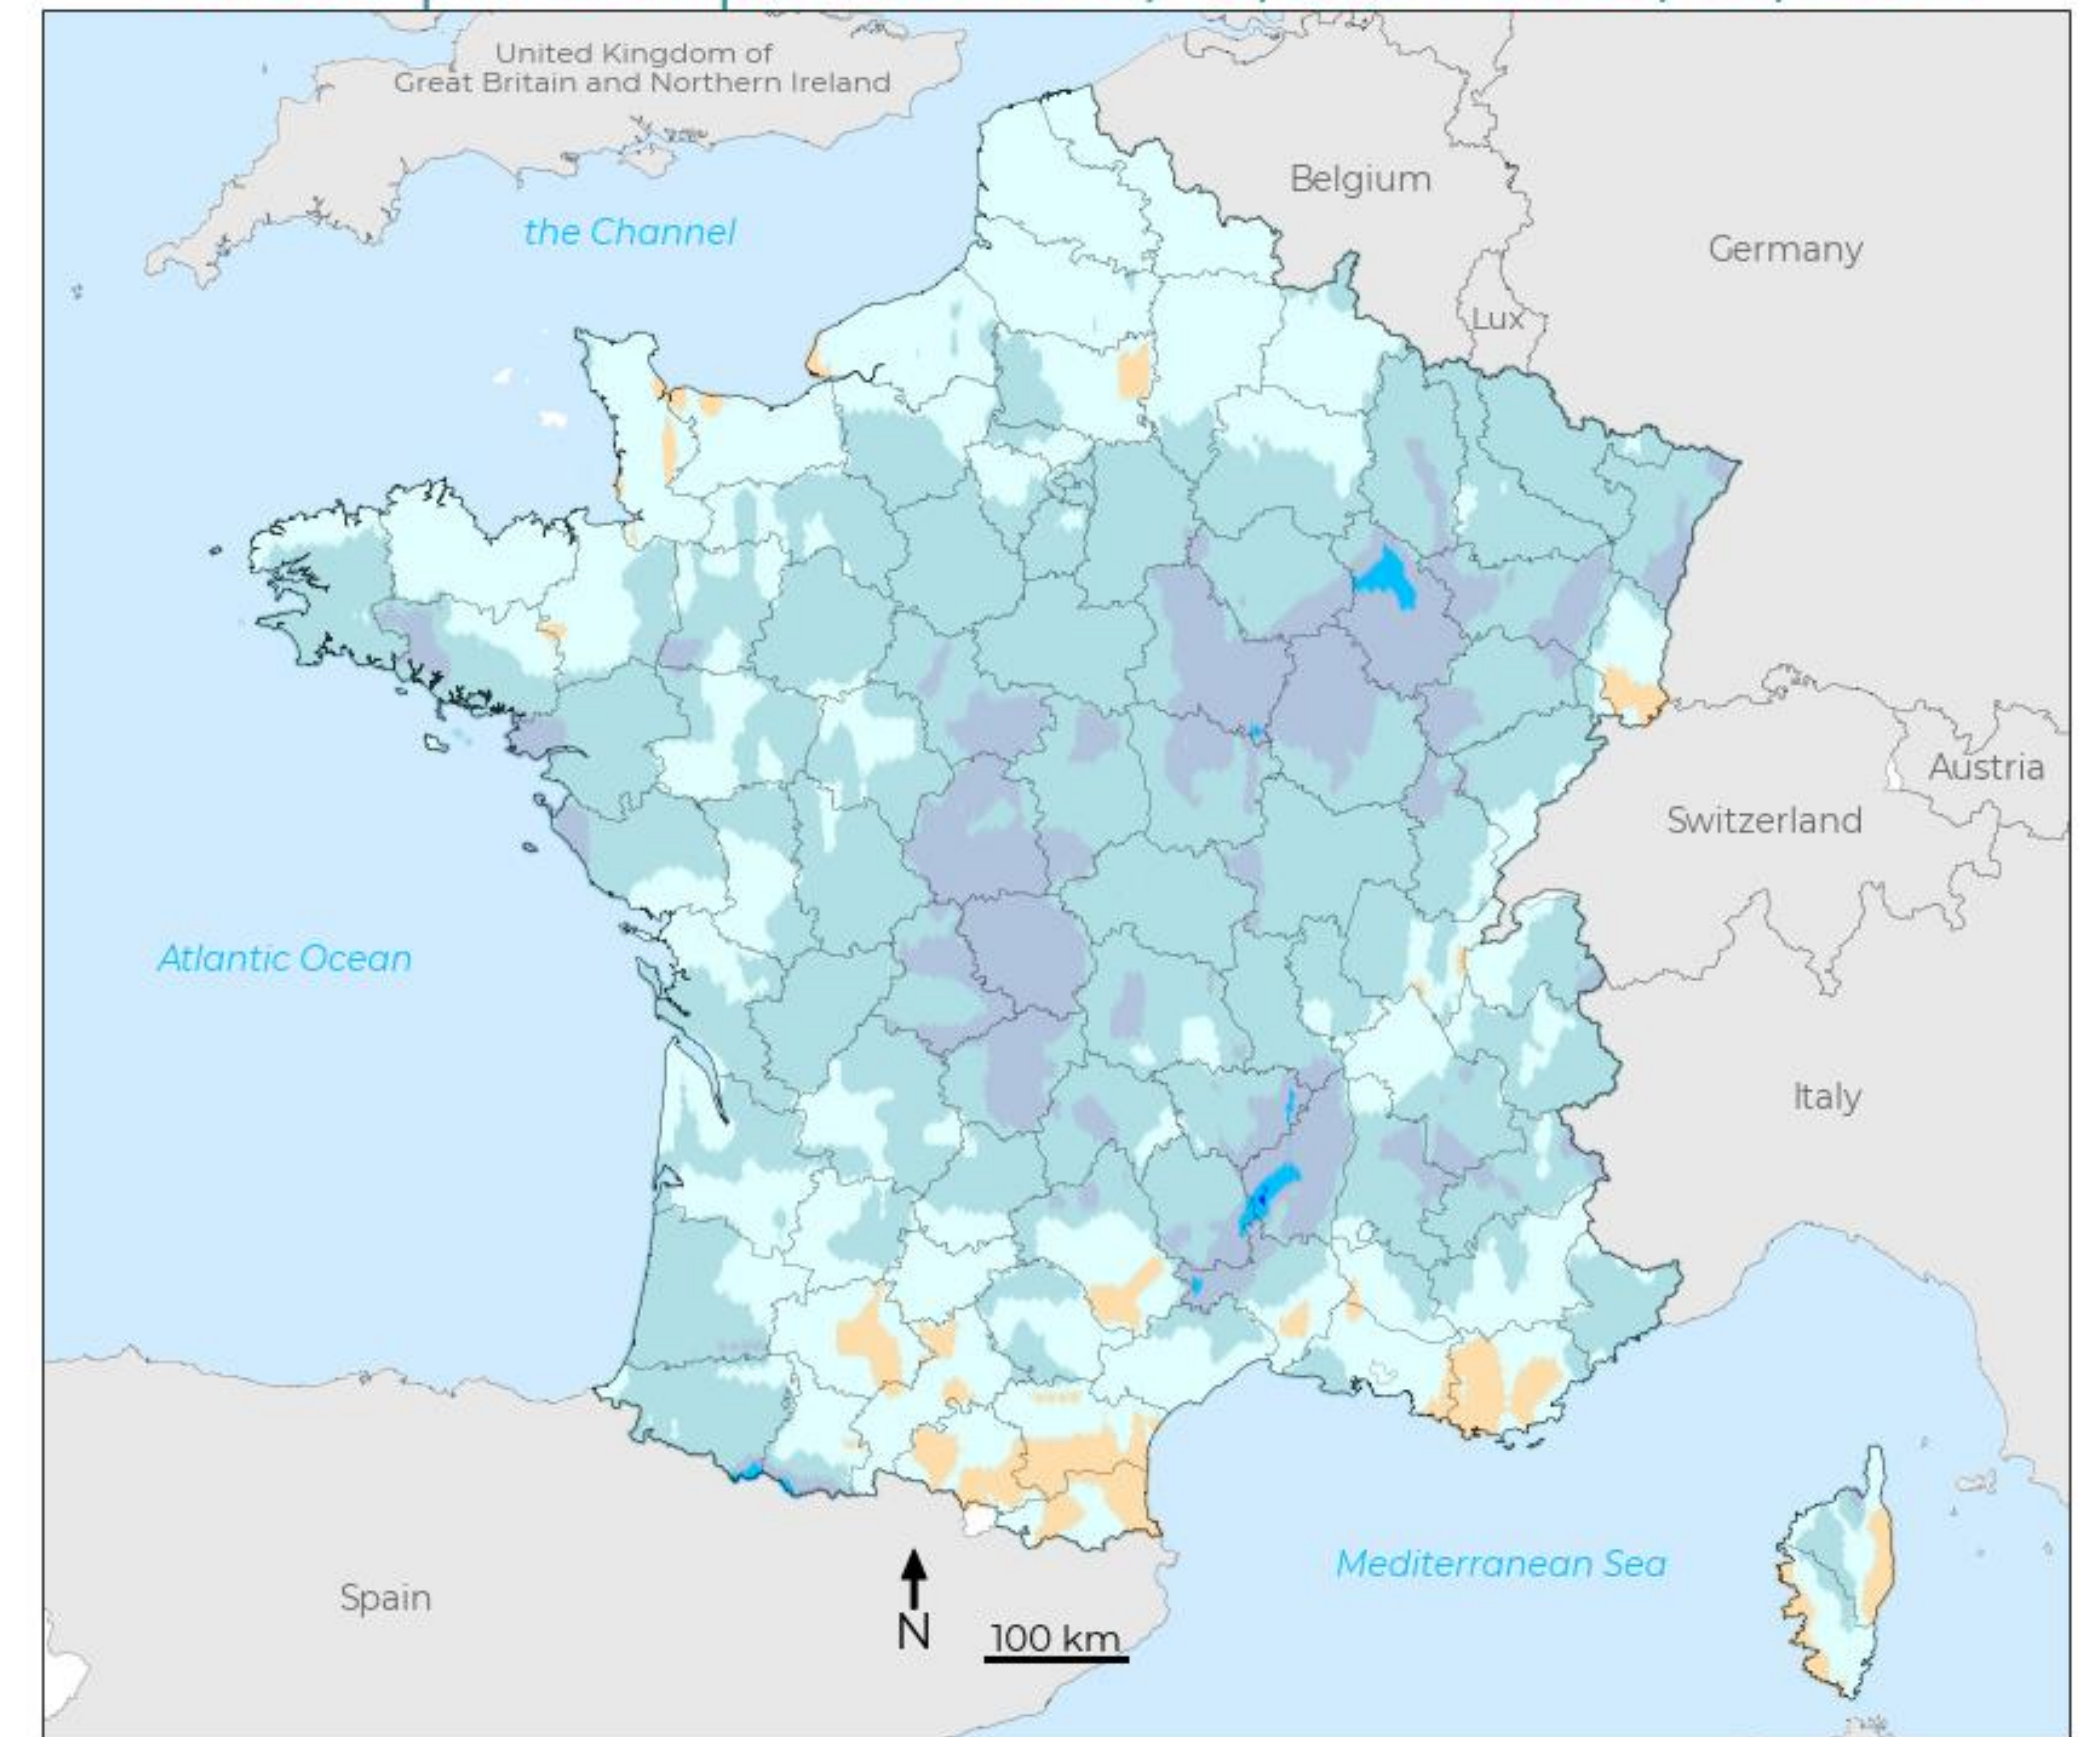 United Kingdom of
Great Britain and Northern Ireland
Belgium
the Channel
Germany
Lux
Austria
Switzerland
Atlantic Ocean
Italy
Mediterranean Sea
Spain
N
100 km